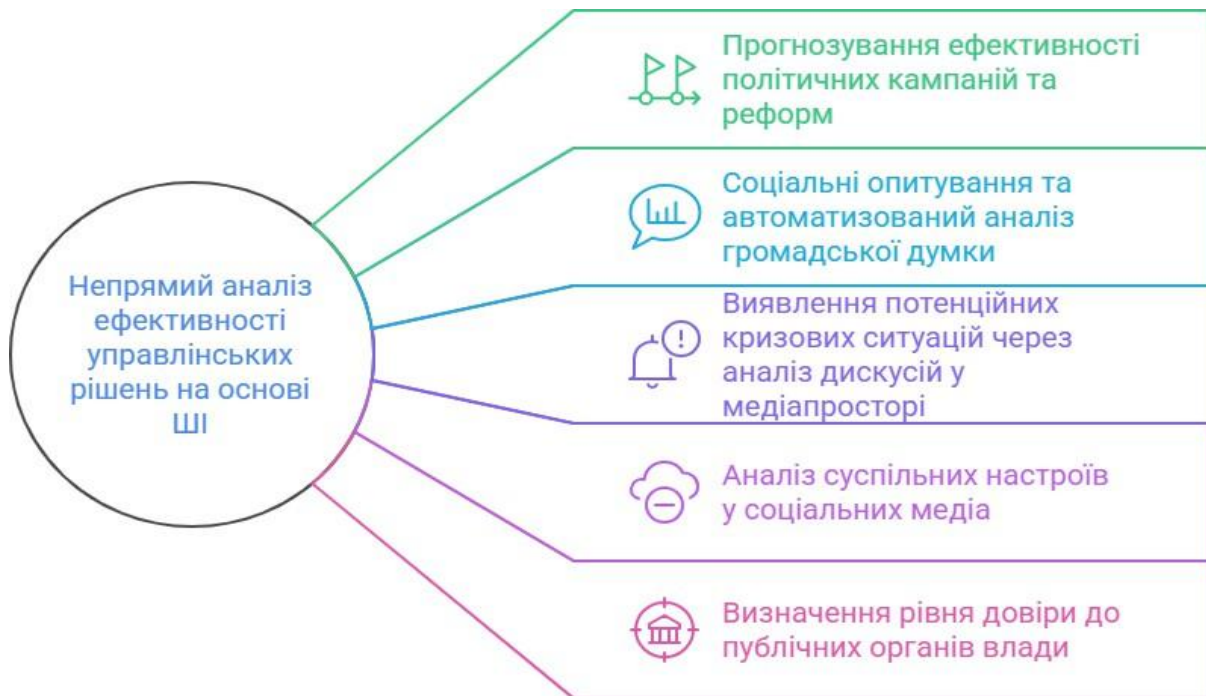 Прогнозування ефективності
політичних кампаній та
реформ
Соціальні опитування та
автоматизований аналіз
громадської думки
Непрямий аналіз
ефективності
управлінських
рішень на основі
ШІ
Виявлення потенційних
кризових ситуацій через
аналіз дискусій у
медіапросторі
Аналіз суспільних настроїв
у соціальних медіа
Визначення рівня довіри до
публічних органів влади